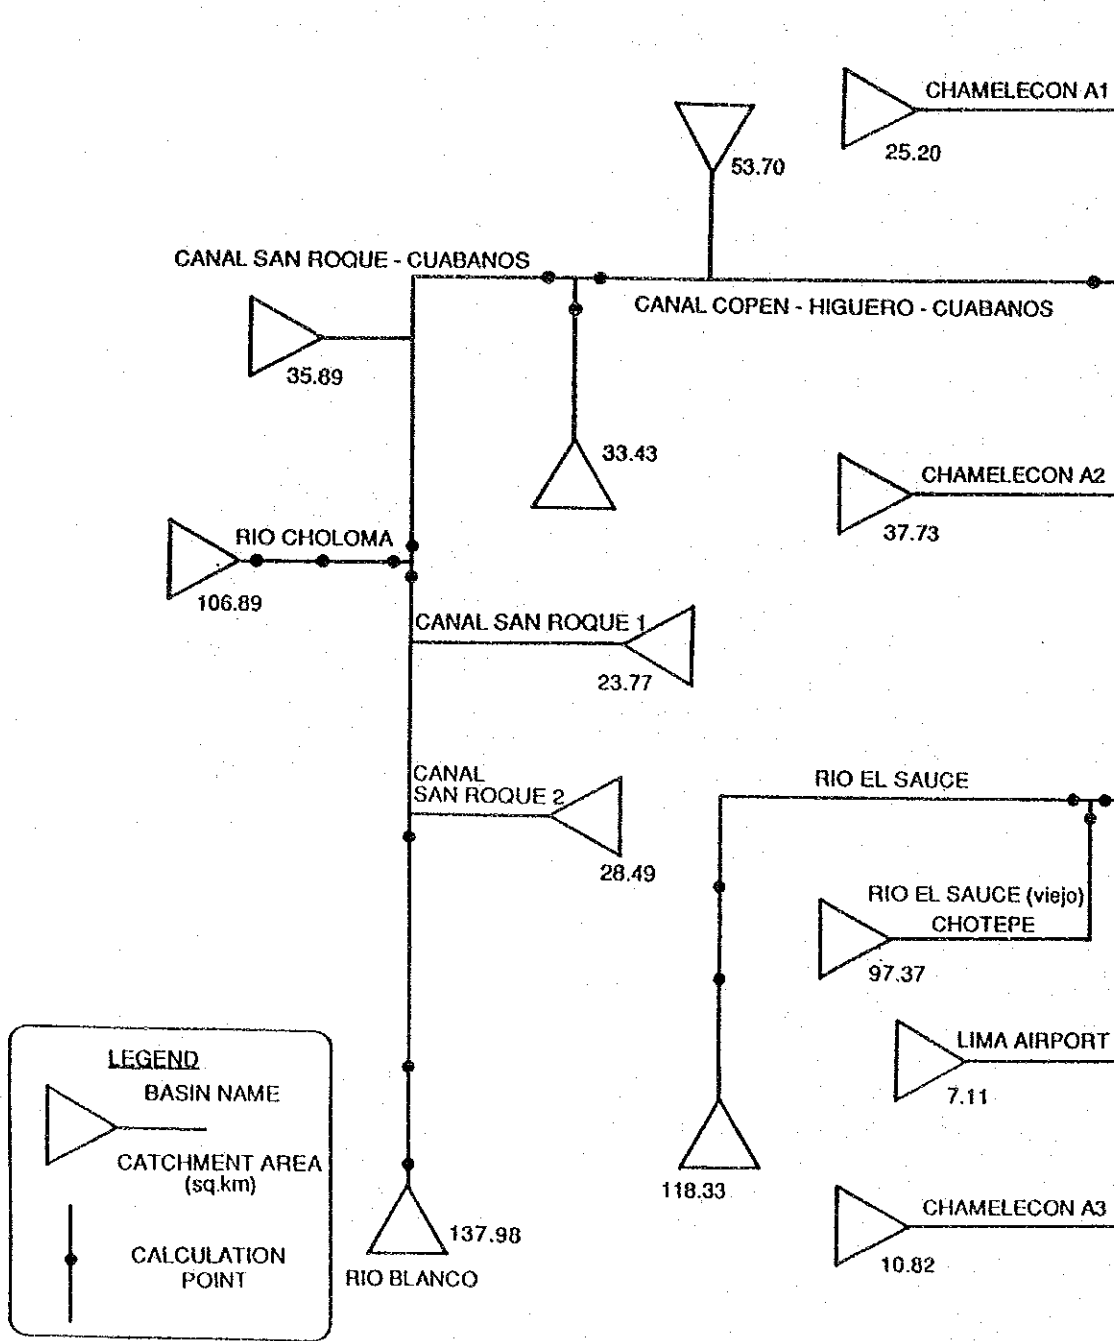 CHAMELECON A1
25.20
53.70
CANAL SAN ROQUE - CUABANOS
CANAL COPEN - HIGUERO - CUABANOS
35.89
33.43
CHAMELECON A2
37.73
RIO CHOLOMA
106.89
CANAL SAN ROQUE 1
23.77
CANAL
SAN ROQUE 2
28.49
RIO EL SAUCE
RIO EL SAUCE (viejo)
CHOTEPE
97.37
LIMA AIRPORT
7.11
118.33
CHAMELECON A3
10.82
137.98
RIO BLANCO
LEGEND
BASIN NAME
CATCHMENT AREA
(sq.km)
CALCULATION
POINT